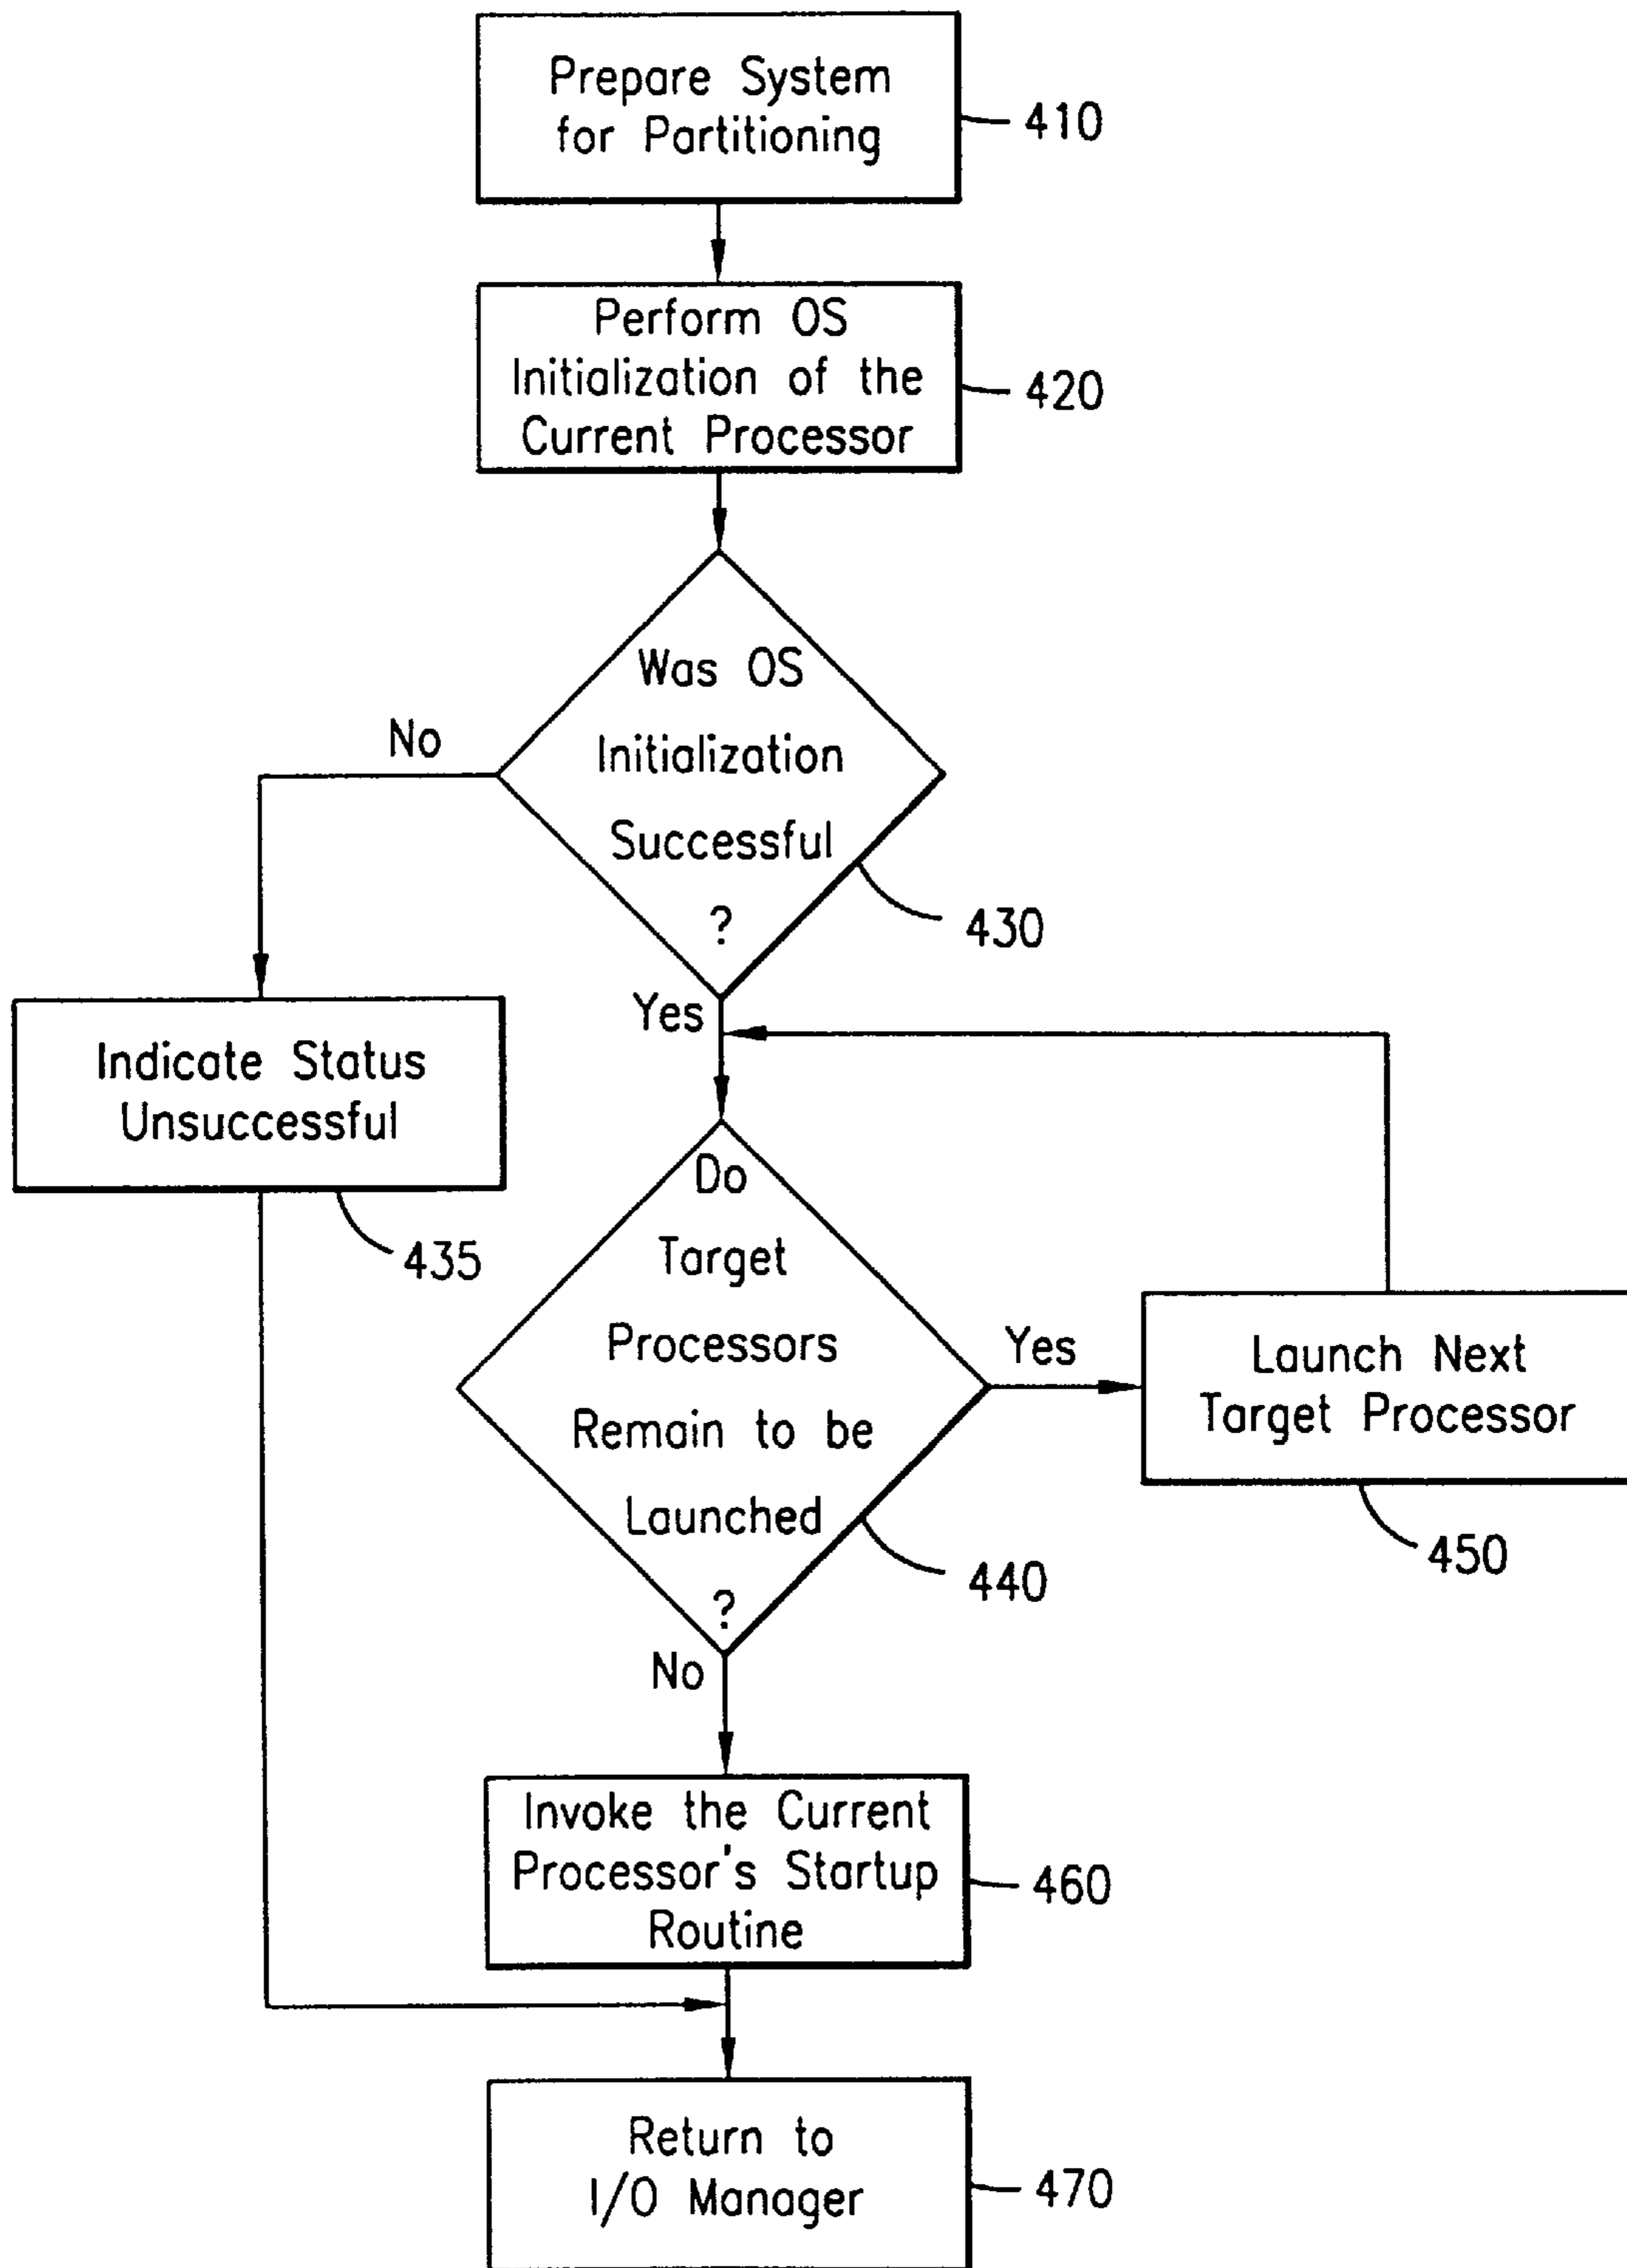 Prepare System
for Partitioning
410
Perform OS
Initialization of the
Current Processor
420
Was OS
Initialization
Successful
?
430
No
Yes
Indicate Status
Unsuccessful
435
Do
Target
Processors
Remain to be
Launched
?
440
Yes
Launch Next
Target Processor
450
No
Invoke the Current
Processor's Startup
Routine
460
Return to
I/O Manager
470